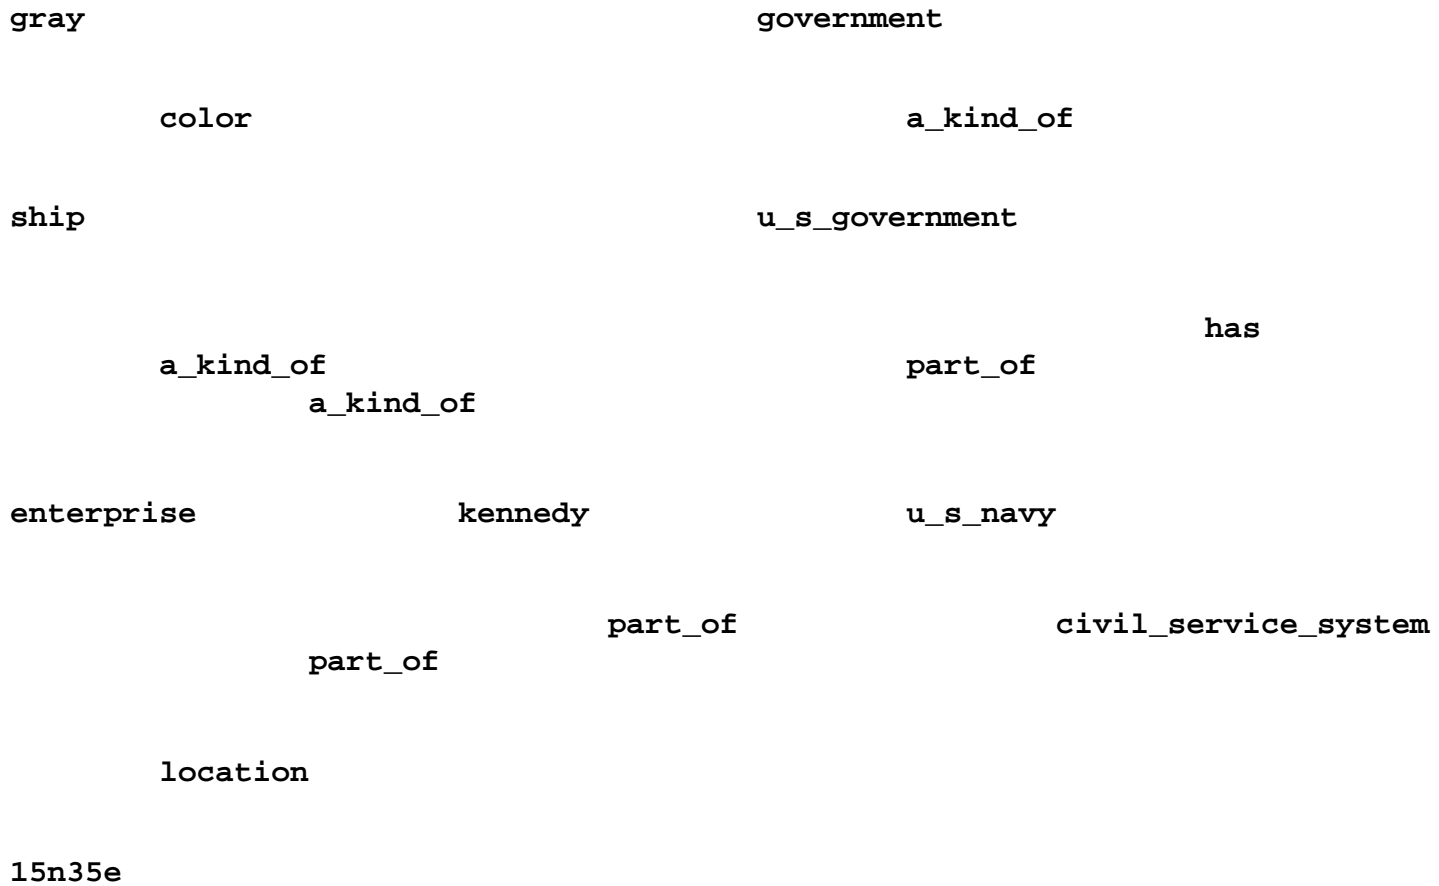 gray government
color a_kind_of
ship u_s_government
has
a_kind_of part_of
a_kind_of
enterprise kennedy u_s_navy
part_of civil_service_system
part_of
location
15n35e